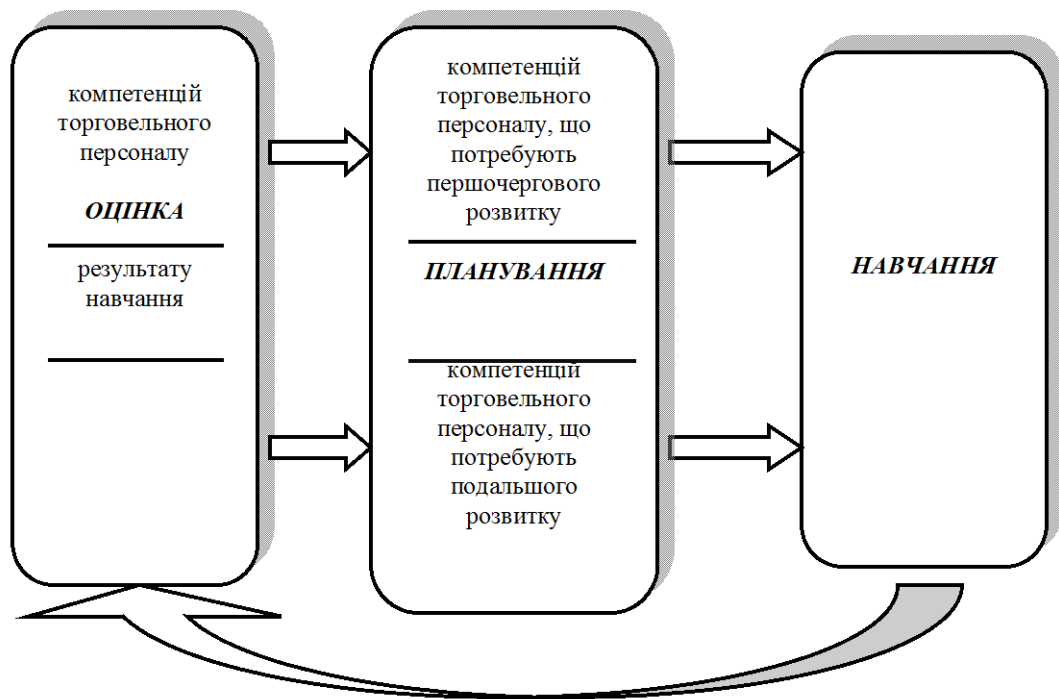 компетенцій
торговельного
персоналу
ОЦІНКА
результату
навчання
компетенцій
торговельного
персоналу, що
потребують
першочергового
розвитку
ПЛАНУВАННЯ
компетенцій
торговельного
персоналу, що
потребують
подальшого
розвитку
НАВЧАННЯ